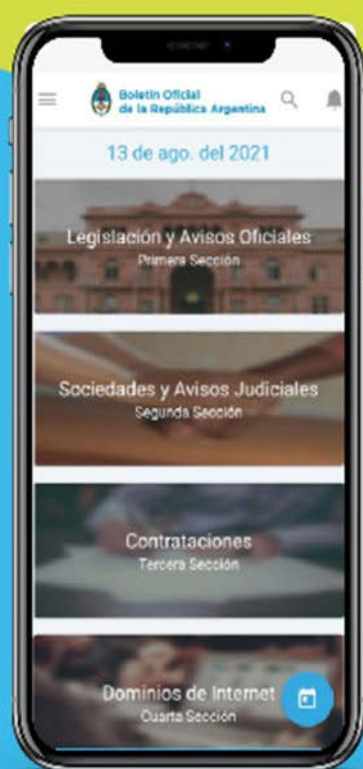 Boletín Oficial
de la República Argentina
13 de ago. del 2021
Legislación y Avisos Oficiales
Primera Sección
Sociedades y Avisos Judiciales
Segunda Sección
Contrataciones
Tercera Sección
Dominios de Internet
Cuarta Sección